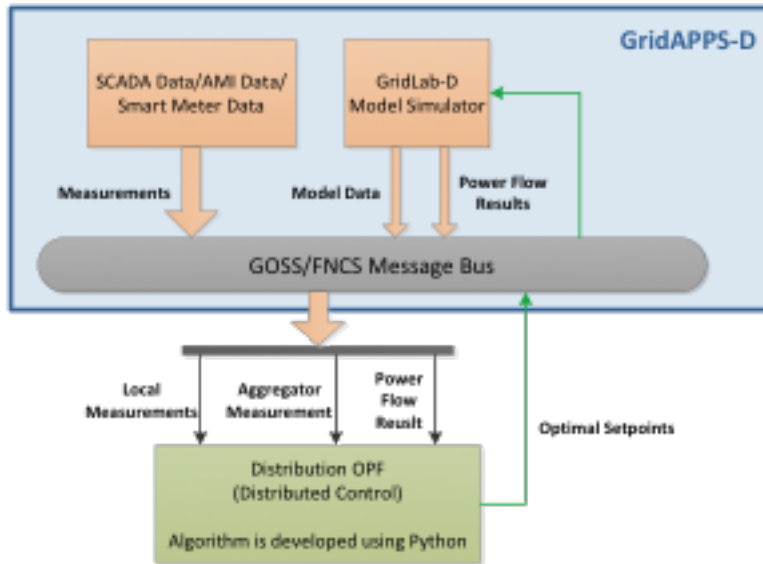 GridAPPS-D
SCADA Data/AMI Data/
Smart Meter Data
GridLab-D
Model Simulator
Measurements
Model Data
Power Flow
Results
GOSS/FNCS Message Bus
Local
Measurements
Aggregator
Measurement
Power
Flow
Reuslt
Optimal Setpoints
Distribution OPF
(Distributed Control)
Algorithm is developed using Python